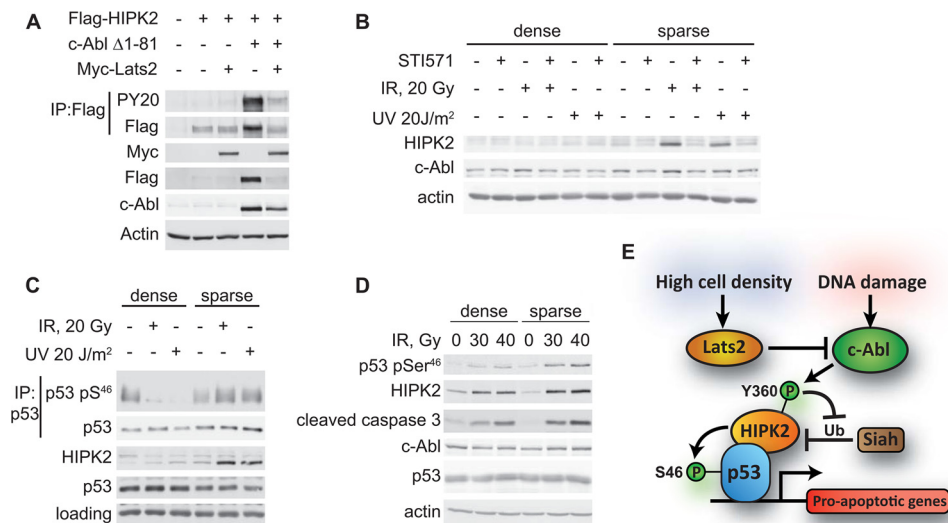 A
Flag-HIPK2 - + + + +
c-Abl Δ1-81 - - - + +
Myc-Lats2 - - + - +
IP:Flag
PY20
Flag
Myc
Flag
c-Abl
Actin
B
dense sparse
STI571 - + - + - + - + - + - +
IR, 20 Gy - - + + - - - - + + - -
UV 20J/m² - - - - + + - - - - + +
HIPK2
c-Abl
actin
C
dense sparse
IR, 20 Gy - + - - + -
UV 20 J/m² - - + - - +
IP: p53
p53 pS⁴⁶
p53
HIPK2
p53
loading
D
dense sparse
IR, Gy 0 30 40 0 30 40
p53 pSer⁴⁶
HIPK2
cleaved caspase 3
c-Abl
p53
actin
E
High cell density DNA damage
Lats2
c-Abl
Y360 P
Ub
HIPK2
Siah
S46 P
p53
Pro-apoptotic genes